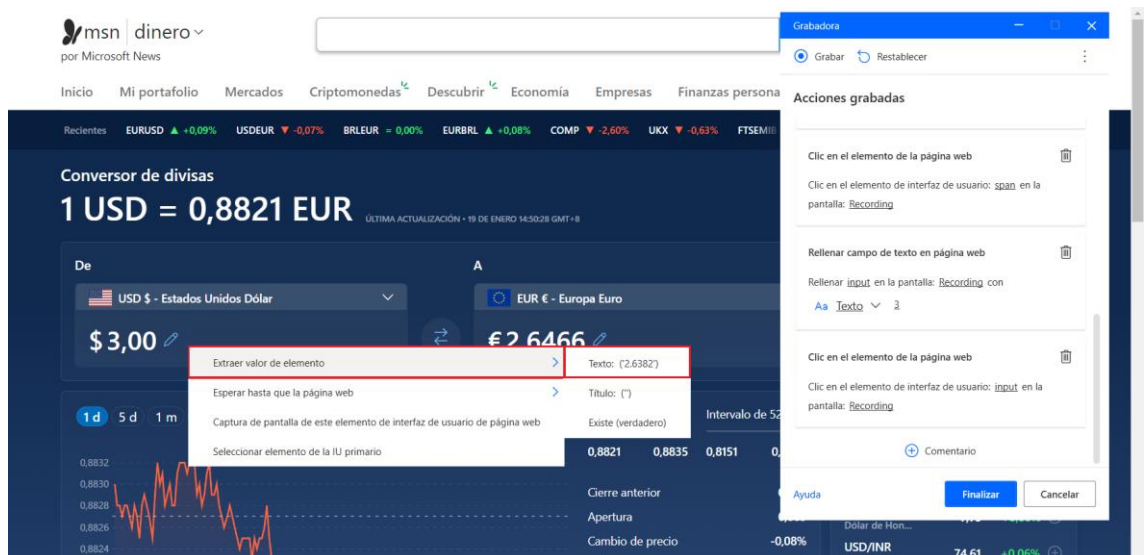 msn dinero
por Microsoft News
Inicio Mi portafolio Mercados Criptomonedas Descubrir Economía Empresas Finanzas persona
Recientes EURUSD ▲ +0,09% USDEUR ▼ -0,07% BRLEUR = 0,00% EURBRL ▲ +0,08% COMP ▼ -2,60% UKX ▼ -0,63% FTSEMIB
Conversor de divisas
1 USD = 0,8821 EUR ÚLTIMA ACTUALIZACIÓN • 19 DE ENERO 14:50:28 GMT+8
De
A
USD $ - Estados Unidos Dólar
EUR € - Europa Euro
$ 3,00
€ 2,6466
Extraer valor de elemento
Esperar hasta que la página web
Captura de pantalla de este elemento de interfaz de usuario de página web
Seleccionar elemento de la IU primario
Texto: ('2.6382')
Título: ('')
Existe (verdadero)
1 d 5 d 1 m
Intervalo de 52
0,8821 0,8835 0,8151 0,
0,8832
0,8830
0,8828
0,8826
0,8824
Cierre anterior
Apertura
Cambio de precio -0,08%
Grabadora
Grabar Restablecer
Acciones grabadas
Clic en el elemento de la página web
Clic en el elemento de interfaz de usuario: span en la
pantalla: Recording
Rellenar campo de texto en página web
Rellenar input en la pantalla: Recording con
Aa Texto 3
Clic en el elemento de la página web
Clic en el elemento de interfaz de usuario: input en la
pantalla: Recording
Comentario
Ayuda Finalizar Cancelar
Dólar de Hon...
USD/INR 74,61 +0,06%